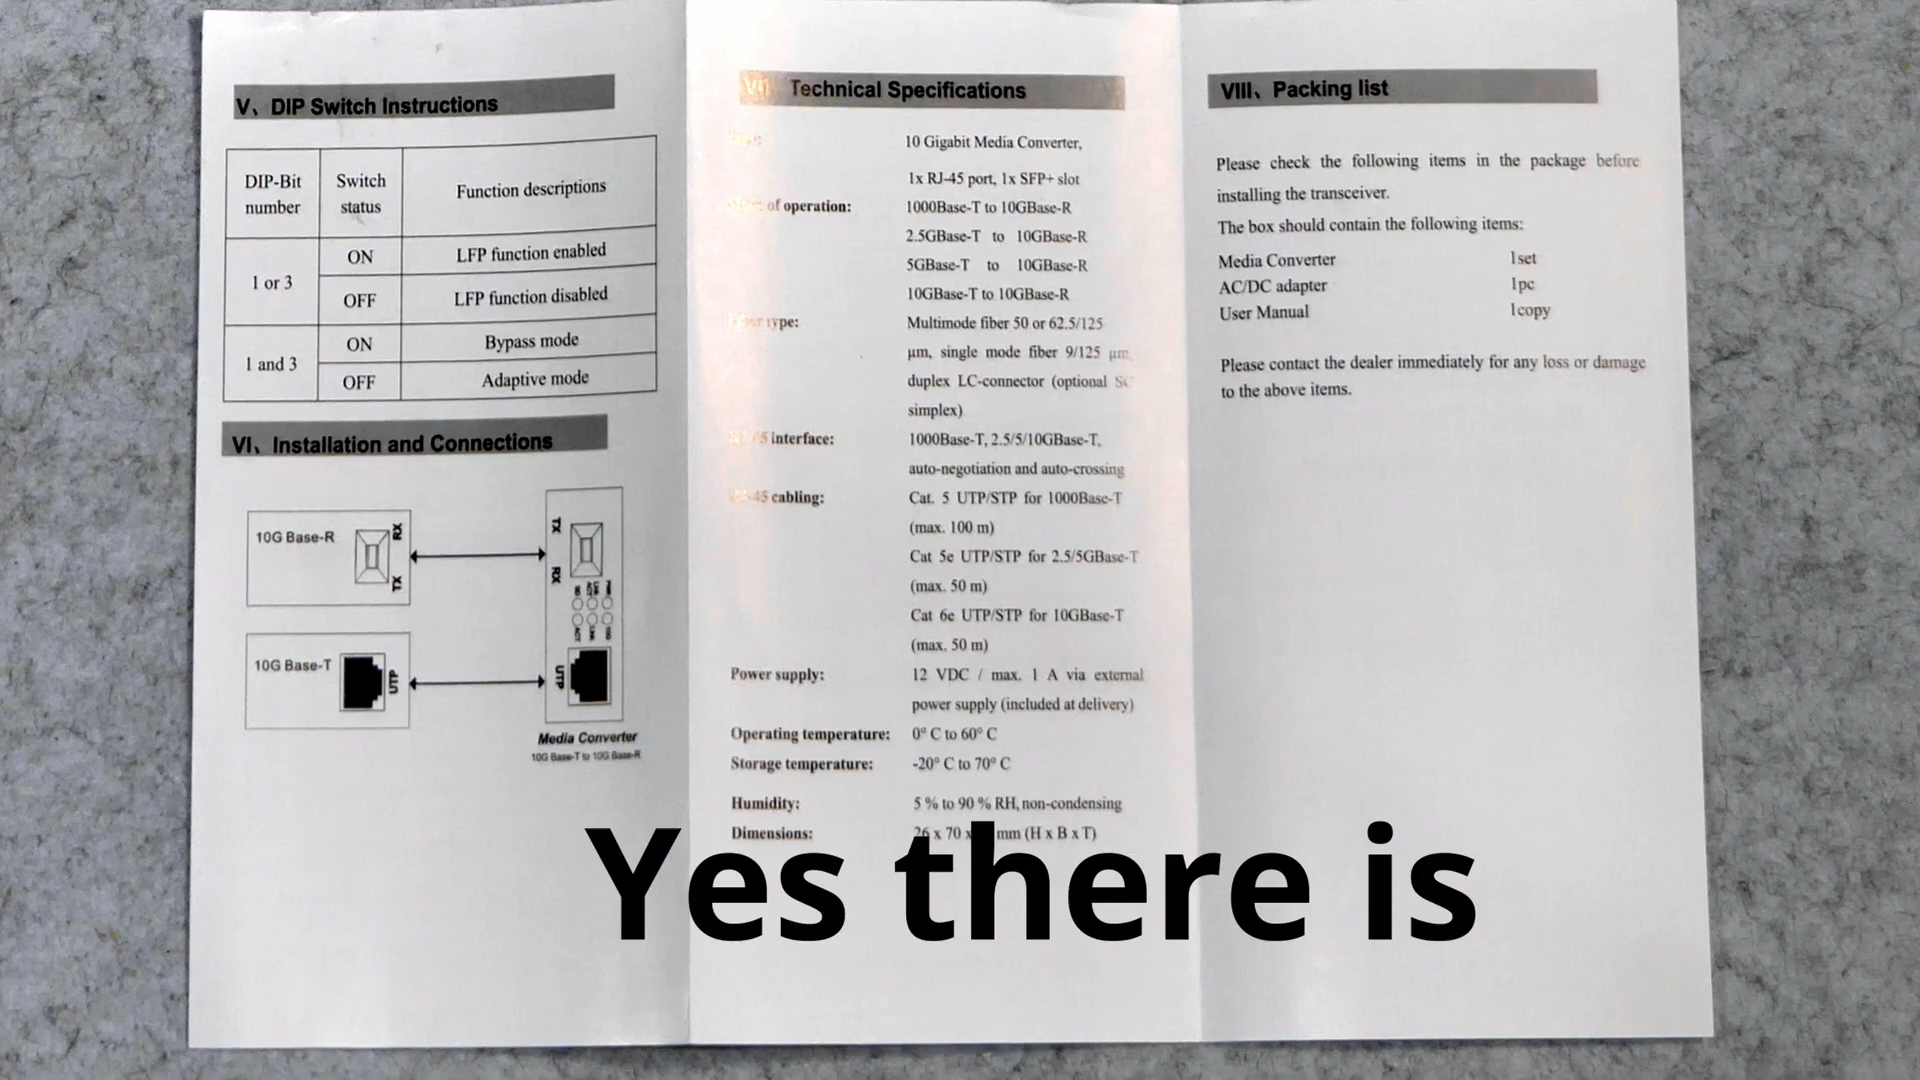 V、DIP Switch Instructions
DIP-Bit number
Switch status
Function descriptions
1 or 3
ON
LFP function enabled
OFF
LFP function disabled
1 and 3
ON
Bypass mode
OFF
Adaptive mode
VI、Installation and Connections
10G Base-R
RX
TX
TX
RX
10G Base-T
UTP
UTP
Media Converter
10G Base-T to 10G Base-R
Technical Specifications
10 Gigabit Media Converter,
1x RJ-45 port, 1x SFP+ slot
of operation:
1000Base-T to 10GBase-R
2.5GBase-T to 10GBase-R
5GBase-T to 10GBase-R
10GBase-T to 10GBase-R
type:
Multimode fiber 50 or 62.5/125
μm, single mode fiber 9/125 μm,
duplex LC-connector (optional SC
simplex)
interface:
1000Base-T, 2.5/5/10GBase-T,
auto-negotiation and auto-crossing
cabling:
Cat. 5 UTP/STP for 1000Base-T
(max. 100 m)
Cat 5e UTP/STP for 2.5/5GBase-T
(max. 50 m)
Cat 6e UTP/STP for 10GBase-T
(max. 50 m)
Power supply:
12 VDC / max. 1 A via external
power supply (included at delivery)
Operating temperature:
0° C to 60° C
Storage temperature:
-20° C to 70° C
Humidity:
5 % to 90 % RH, non-condensing
Dimensions:
26 x 70 x mm (H x B x T)
VIII、Packing list
Please check the following items in the package before
installing the transceiver.
The box should contain the following items:
Media Converter 1set
AC/DC adapter 1pc
User Manual 1copy
Please contact the dealer immediately for any loss or damage
to the above items.
Yes there is